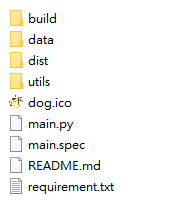 build
data
dist
utils
dog.ico
main.py
main.spec
README.md
requirement.txt